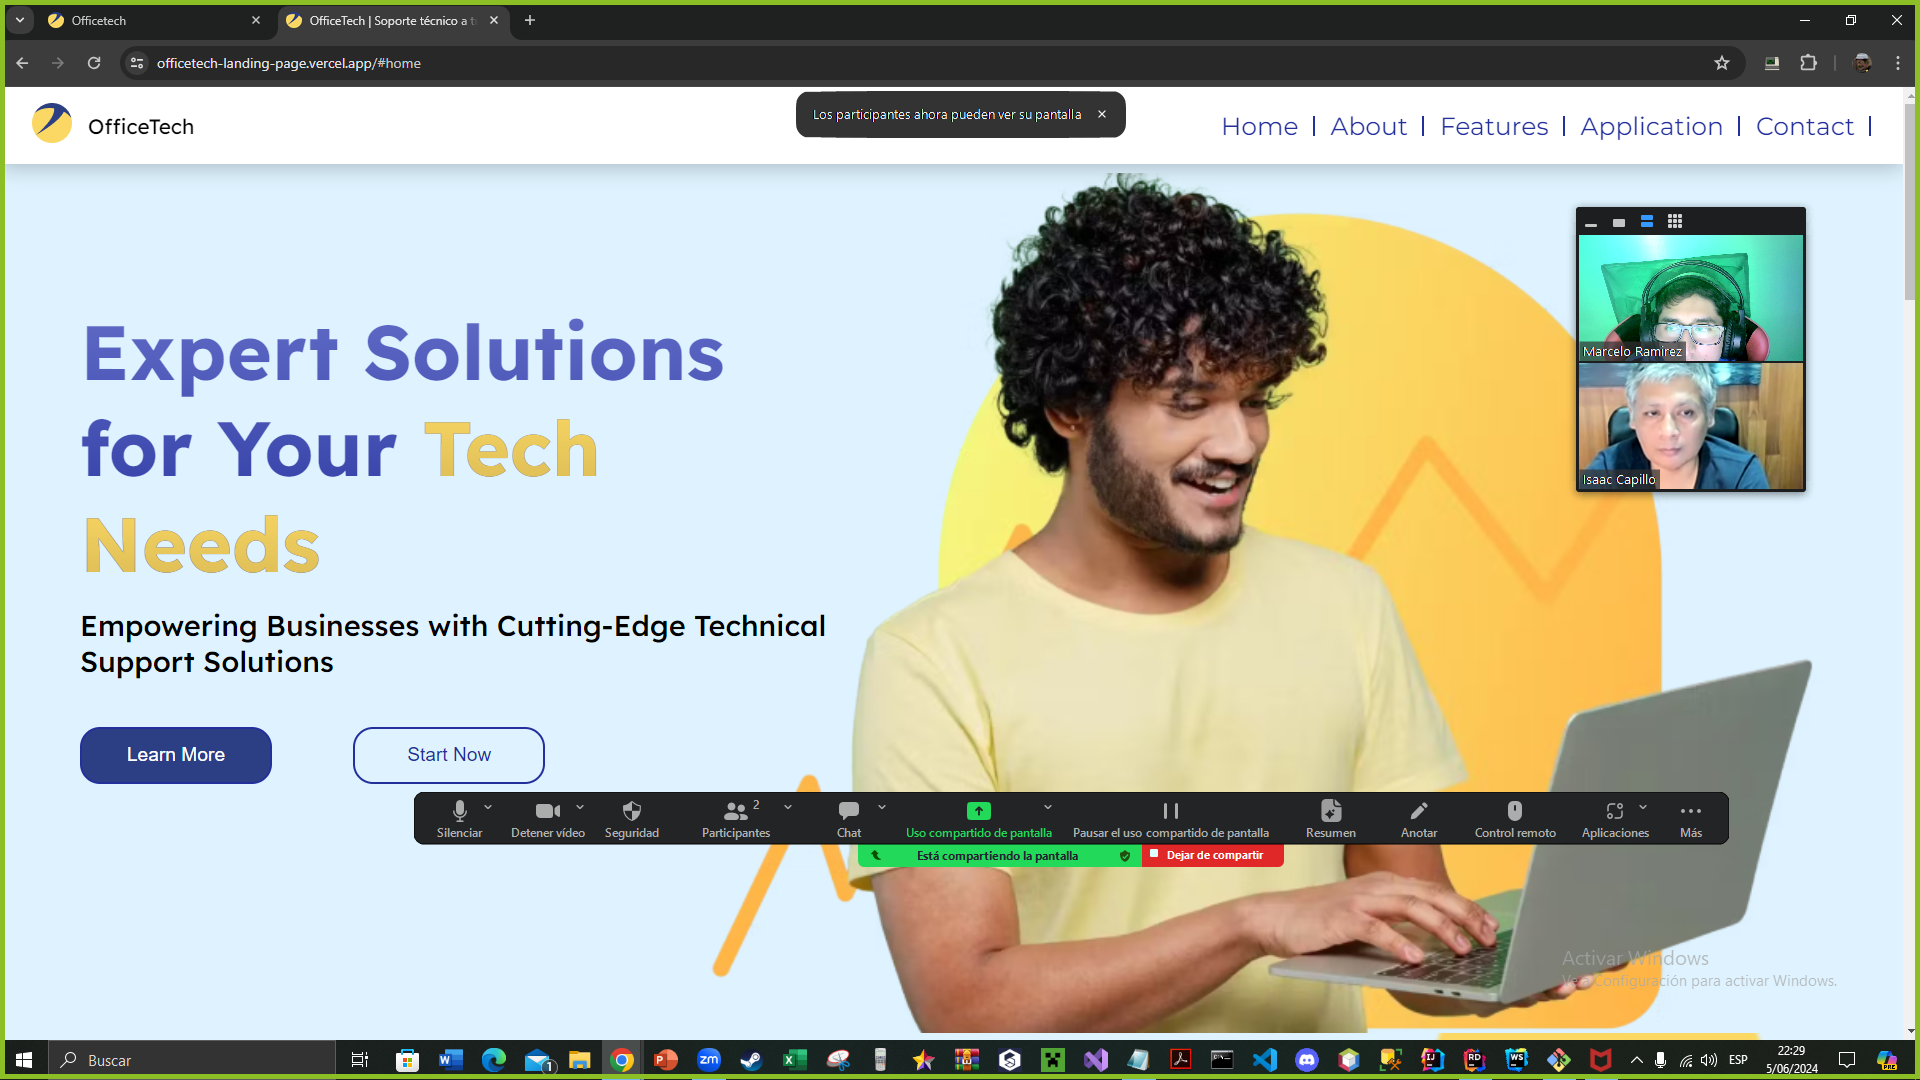 Officetech
OfficeTech | Soporte técnico a t
officetech-landing-page.vercel.app/#home
OfficeTech
Los participantes ahora pueden ver su pantalla
Home | About | Features | Application | Contact |
Marcelo Ramirez
Isaac Capillo
Expert Solutions
for Your Tech
Needs
Empowering Businesses with Cutting-Edge Technical
Support Solutions
Learn More
Start Now
2
Silenciar
Detener vídeo
Seguridad
Participantes
Chat
Uso compartido de pantalla
Pausar el uso compartido de pantalla
Resumen
Anotar
Control remoto
Aplicaciones
Más
Está compartiendo la pantalla
Dejar de compartir
Activar Windows
Ve a Configuración para activar Windows.
Buscar
ESP
22:29
5/06/2024